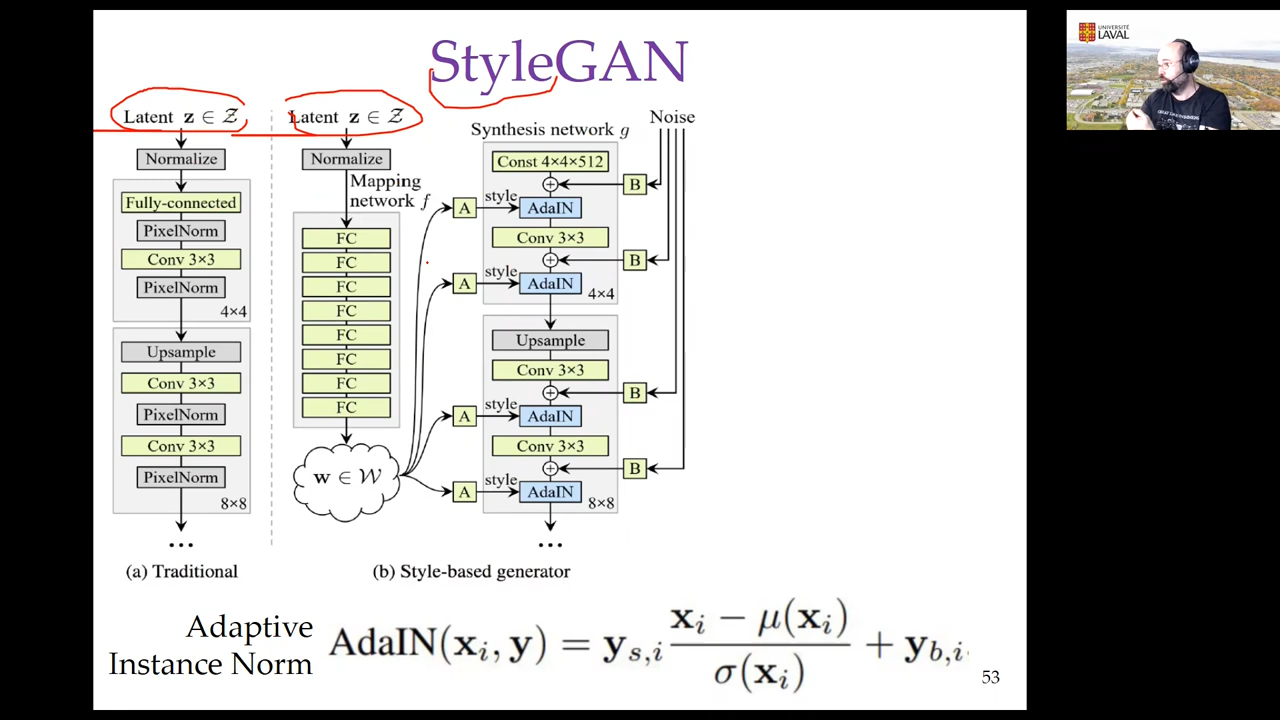 StyleGAN
Latent z ∈ Z
Normalize
Fully-connected
PixelNorm
Conv 3×3
PixelNorm
4×4
Upsample
Conv 3×3
PixelNorm
Conv 3×3
PixelNorm
8×8
...
(a) Traditional
Latent z ∈ Z
Normalize
Mapping
network f
FC
FC
FC
FC
FC
FC
FC
FC
w ∈ W
Synthesis network g
Noise
Const 4×4×512
B
A
style
AdaIN
Conv 3×3
B
A
style
AdaIN
4×4
Upsample
Conv 3×3
B
A
style
AdaIN
Conv 3×3
B
A
style
AdaIN
8×8
...
(b) Style-based generator
Adaptive
Instance Norm
AdaIN(x_i, y) = y_{s,i} (x_i − μ(x_i)) / σ(x_i) + y_{b,i}
53
UNIVERSITÉ
LAVAL